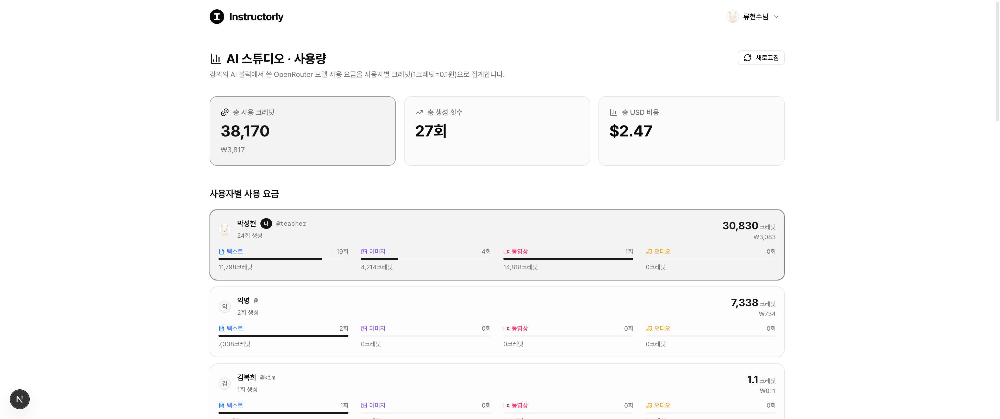 Instructorly
류현수님
AI 스튜디오 · 사용량
새로고침
강의의 AI 블럭에서 쓴 OpenRouter 모델 사용 요금을 사용자별 크레딧(1크레딧=0.1원)으로 집계합니다.
총 사용 크레딧
38,170
₩3,817
총 생성 횟수
27회
총 USD 비용
$2.47
사용자별 사용 요금
박성현 나 @teacher
24회 생성
30,830 크레딧
₩3,083
텍스트 19회
11,798크레딧
이미지 4회
4,214크레딧
동영상 1회
14,818크레딧
오디오 0회
0크레딧
익
익명 @
2회 생성
7,338 크레딧
₩734
텍스트 2회
7,338크레딧
이미지 0회
0크레딧
동영상 0회
0크레딧
오디오 0회
0크레딧
김
김복희 @kim
1회 생성
1.1 크레딧
₩0.11
텍스트 1회
이미지 0회
동영상 0회
오디오 0회
N